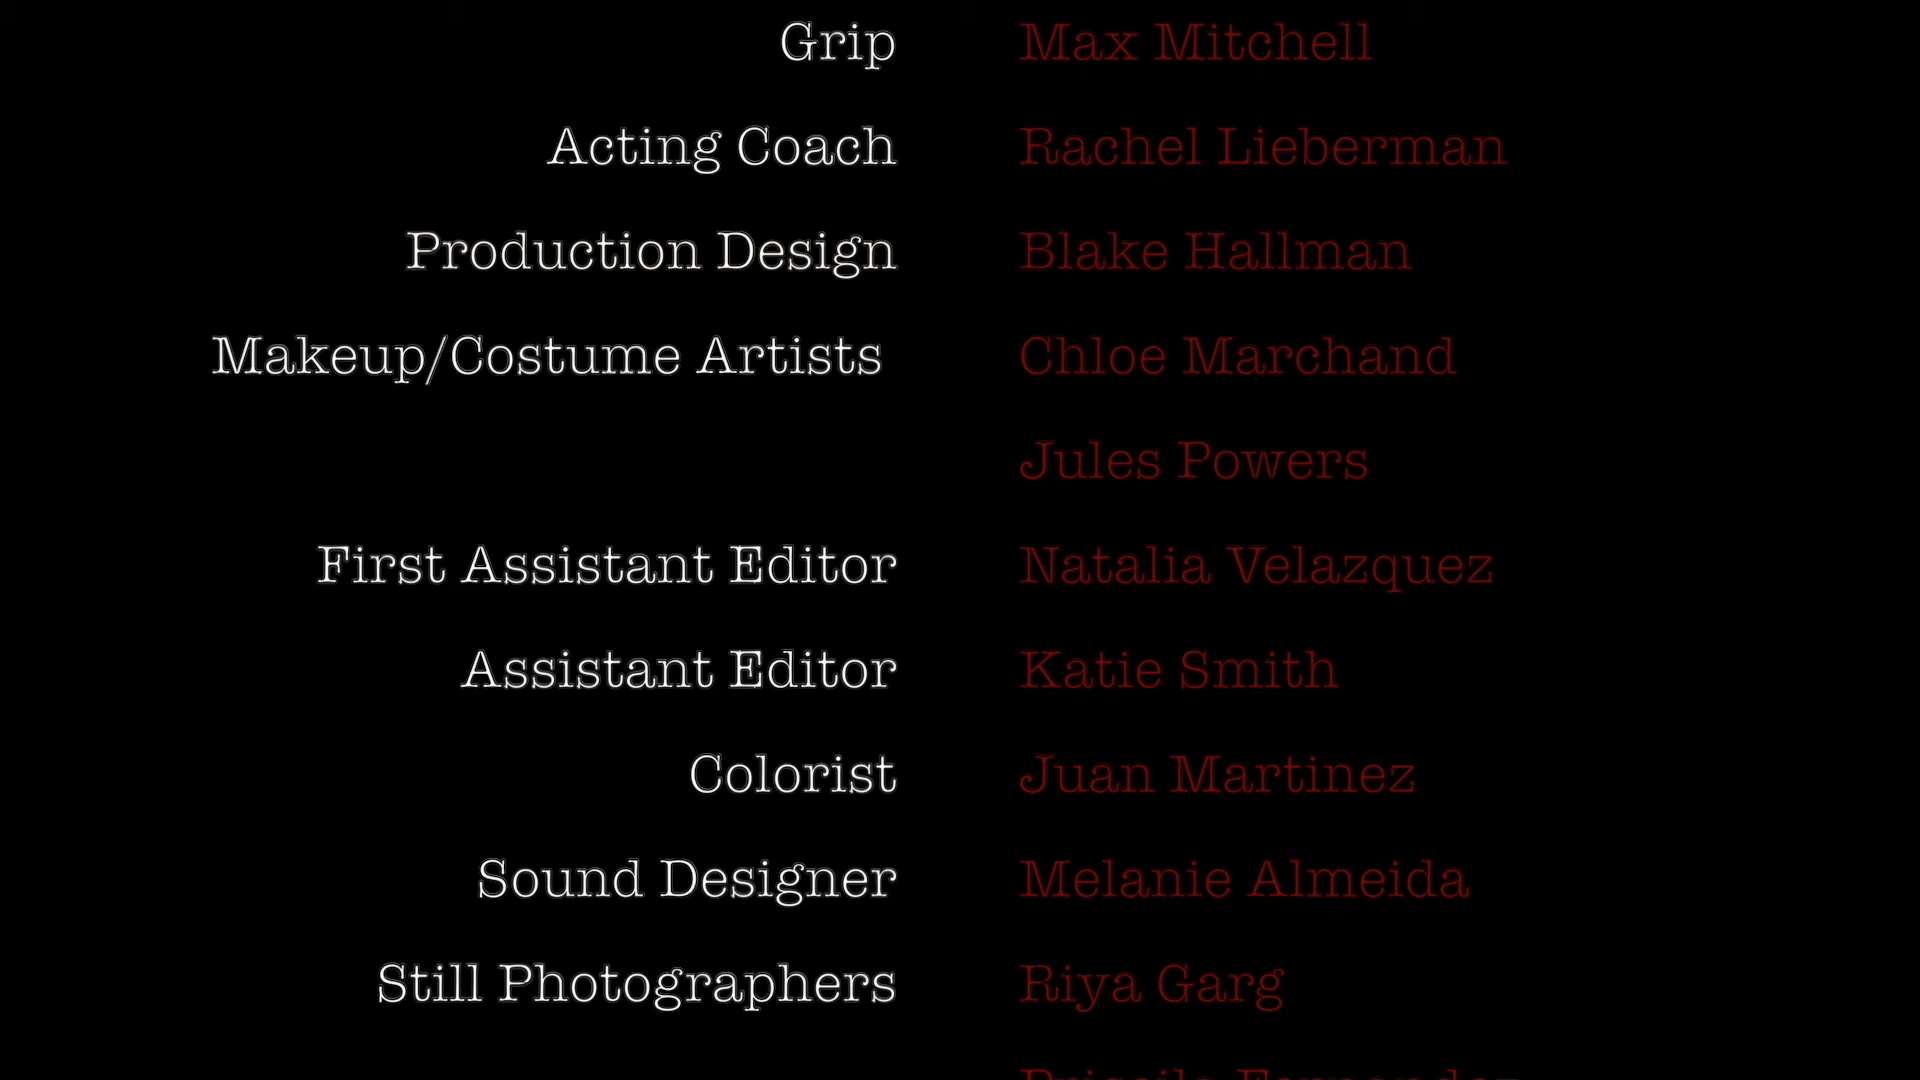 Grip Max Mitchell
Acting Coach Rachel Lieberman
Production Design Blake Hallman
Makeup/Costume Artists Chloe Marchand
Jules Powers
First Assistant Editor Natalia Velazquez
Assistant Editor Katie Smith
Colorist Juan Martinez
Sound Designer Melanie Almeida
Still Photographers Riya Garg